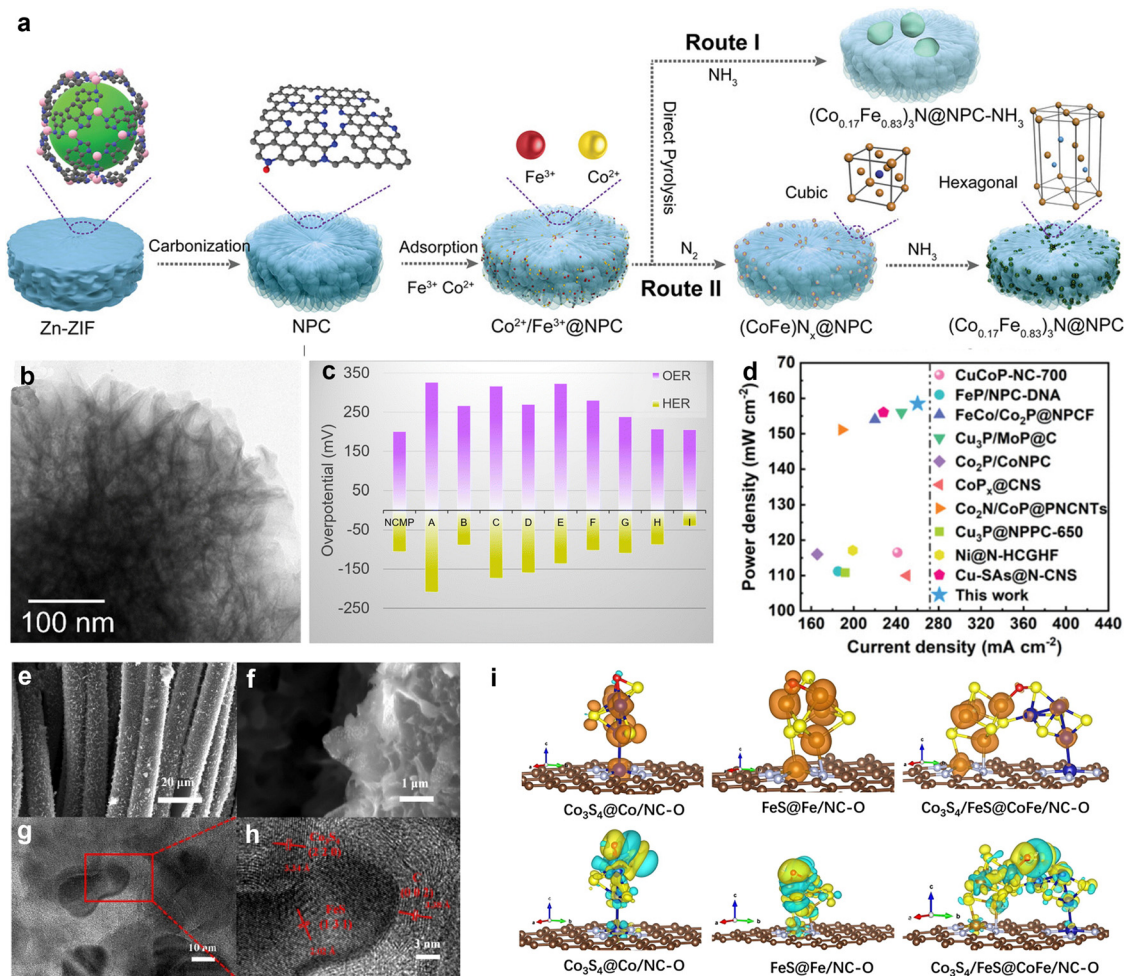 a
Zn-ZIF
Carbonization
NPC
Adsorption
Fe³⁺ Co²⁺
Fe³⁺
Co²⁺
Co²⁺/Fe³⁺@NPC
Direct Pyrolysis
Route I
NH₃
(Co₀.₁₇Fe₀.₈₃)₃N@NPC-NH₃
N₂
Route II
Cubic
(CoFe)Nₓ@NPC
NH₃
Hexagonal
(Co₀.₁₇Fe₀.₈₃)₃N@NPC
b
100 nm
c
OER
HER
Overpotential (mV)
350
250
150
50
-50
-150
-250
NCMP A B C D E F G H I
d
Power density (mW cm⁻²)
170
160
150
140
130
120
110
100
160 200 240 280 320 360 400 440
Current density (mA cm⁻²)
CuCoP-NC-700
FeP/NPC-DNA
FeCo/Co₂P@NPCF
Cu₃P/MoP@C
Co₂P/CoNPC
CoPₓ@CNS
Co₂N/CoP@PNCNTs
Cu₃P@NPPC-650
Ni@N-HCGHF
Cu-SAs@N-CNS
This work
e
20 μm
f
1 μm
g
10 nm
h
C
3 nm
i
c
a
b
Co₃S₄@Co/NC-O
c
a
b
FeS@Fe/NC-O
c
a
b
Co₃S₄/FeS@CoFe/NC-O
c
a
b
Co₃S₄@Co/NC-O
c
a
b
FeS@Fe/NC-O
c
a
b
Co₃S₄/FeS@CoFe/NC-O